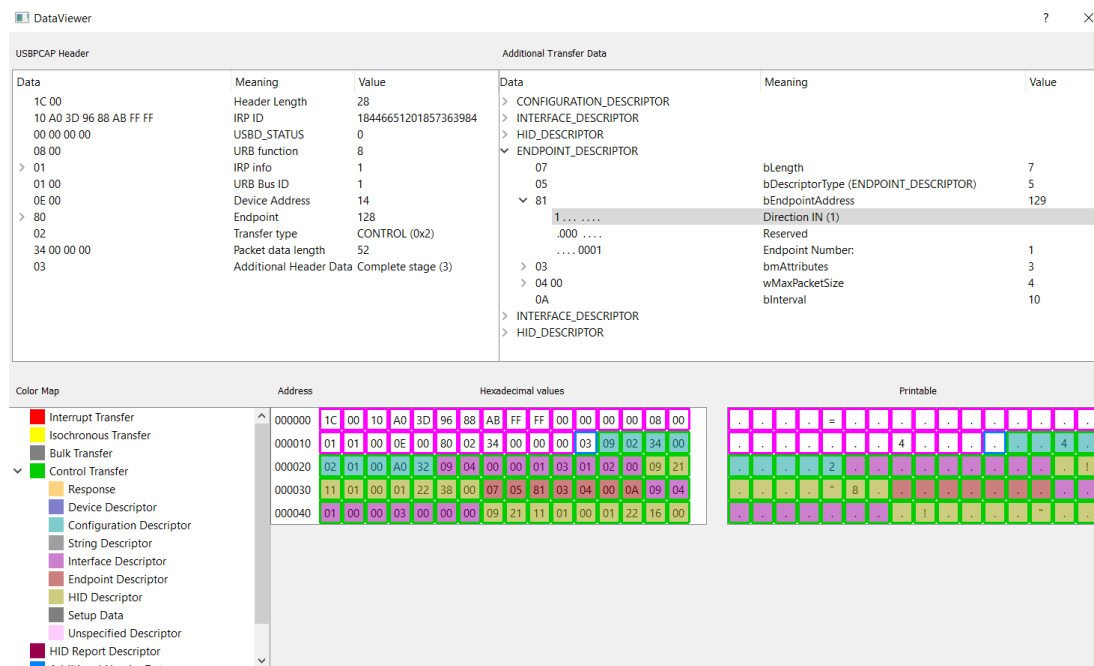 DataViewer
USBPCAP Header
Data Meaning Value
1C 00 Header Length 28
10 A0 3D 96 88 AB FF FF IRP ID 18446651201857363984
00 00 00 00 USBD_STATUS 0
08 00 URB function 8
01 IRP info 1
01 00 URB Bus ID 1
0E 00 Device Address 14
80 Endpoint 128
02 Transfer type CONTROL (0x2)
34 00 00 00 Packet data length 52
03 Additional Header Data Complete stage (3)
Additional Transfer Data
Data Meaning Value
CONFIGURATION_DESCRIPTOR
INTERFACE_DESCRIPTOR
HID_DESCRIPTOR
ENDPOINT_DESCRIPTOR
07 bLength 7
05 bDescriptorType (ENDPOINT_DESCRIPTOR) 5
81 bEndpointAddress 129
1... .... Direction IN (1)
.000 .... Reserved
.... 0001 Endpoint Number: 1
03 bmAttributes 3
04 00 wMaxPacketSize 4
0A bInterval 10
INTERFACE_DESCRIPTOR
HID_DESCRIPTOR
Color Map
Interrupt Transfer
Isochronous Transfer
Bulk Transfer
Control Transfer
Response
Device Descriptor
Configuration Descriptor
String Descriptor
Interface Descriptor
Endpoint Descriptor
HID Descriptor
Setup Data
Unspecified Descriptor
HID Report Descriptor
Address Hexadecimal values
000000 1C 00 10 A0 3D 96 88 AB FF FF 00 00 00 00 08 00
000010 01 01 00 0E 00 80 02 34 00 00 00 03 09 02 34 00
000020 02 01 00 A0 32 09 04 00 00 01 03 01 02 00 09 21
000030 11 01 00 01 22 38 00 07 05 81 03 04 00 0A 09 04
000040 01 00 00 03 00 00 00 09 21 11 01 00 01 22 16 00
Printable
. . . . = . . . . . . . . . . .
. . . . . . . 4 . . . . . . 4 .
. . . . 2 . . . . . . . . . . !
. . . . " 8 . . . . . . . . . .
. . . . . . . . ! . . . . " . .